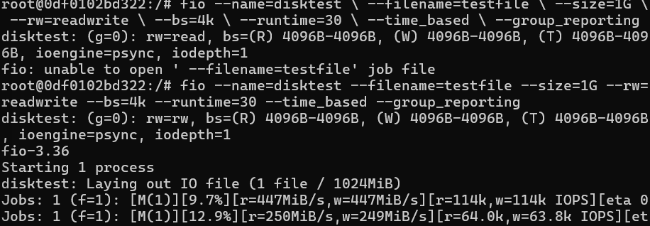 root@0df0102bd322:/# fio --name=disktest \ --filename=testfile \ --size=1G \
 --rw=readwrite \ --bs=4k \ --runtime=30 \ --time_based \ --group_reporting
disktest: (g=0): rw=read, bs=(R) 4096B-4096B, (W) 4096B-4096B, (T) 4096B-409
6B, ioengine=psync, iodepth=1
fio: unable to open ' --filename=testfile' job file
root@0df0102bd322:/# fio --name=disktest --filename=testfile --size=1G --rw=
readwrite --bs=4k --runtime=30 --time_based --group_reporting
disktest: (g=0): rw=rw, bs=(R) 4096B-4096B, (W) 4096B-4096B, (T) 4096B-4096B
, ioengine=psync, iodepth=1
fio-3.36
Starting 1 process
disktest: Laying out IO file (1 file / 1024MiB)
Jobs: 1 (f=1): [M(1)][9.7%][r=447MiB/s,w=447MiB/s][r=114k,w=114k IOPS][eta 0
Jobs: 1 (f=1): [M(1)][12.9%][r=250MiB/s,w=249MiB/s][r=64.0k,w=63.8k IOPS][et